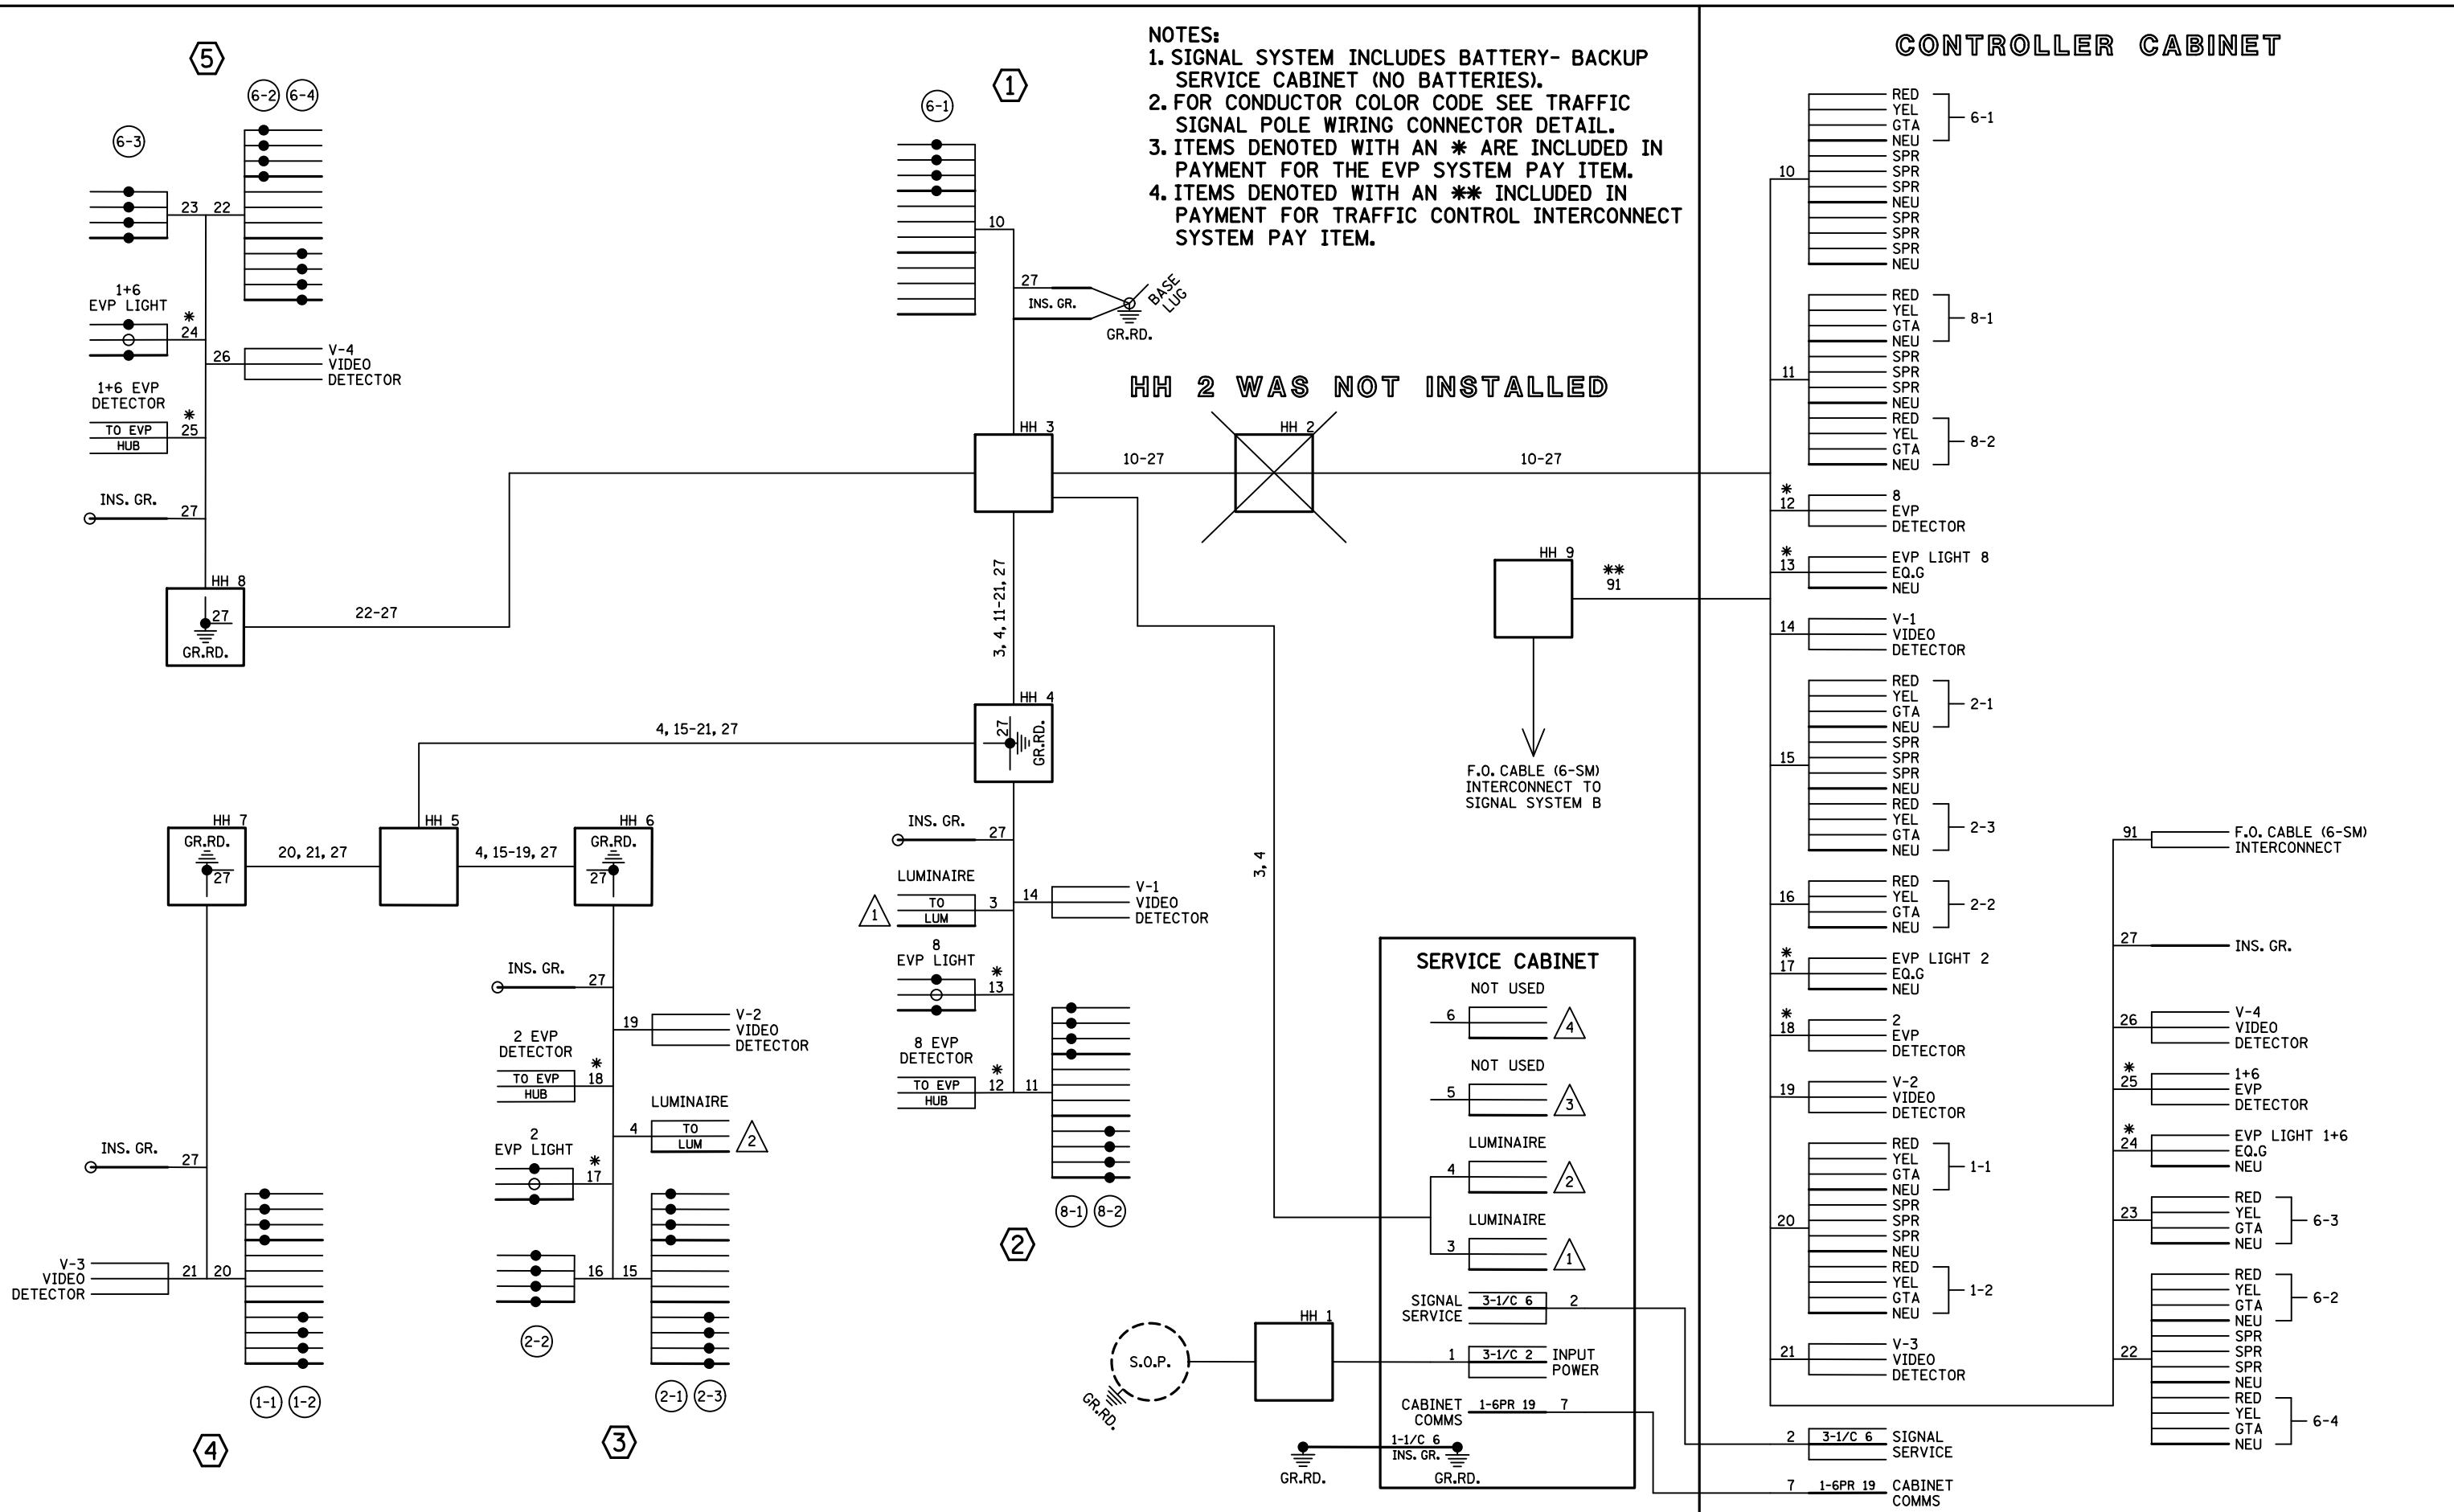 NOTES:
1. SIGNAL SYSTEM INCLUDES BATTERY- BACKUP
SERVICE CABINET (NO BATTERIES).
2. FOR CONDUCTOR COLOR CODE SEE TRAFFIC
SIGNAL POLE WIRING CONNECTOR DETAIL.
3. ITEMS DENOTED WITH AN * ARE INCLUDED IN
PAYMENT FOR THE EVP SYSTEM PAY ITEM.
4. ITEMS DENOTED WITH AN ** INCLUDED IN
PAYMENT FOR TRAFFIC CONTROL INTERCONNECT
SYSTEM PAY ITEM.
5
6-2 6-4
6-3
23 22
1+6
EVP LIGHT
*
24
26
V-4
VIDEO
DETECTOR
1+6 EVP
DETECTOR
*
TO EVP
HUB
25
INS. GR.
27
HH 8
27
GR.RD.
22-27
1
6-1
10
27
INS. GR.
BASE
LUG
GR.RD.
HH 2 WAS NOT INSTALLED
HH 3
10-27
HH 2
10-27
3, 4, 11-21, 27
HH 9
**
91
F.O. CABLE (6-SM)
INTERCONNECT TO
SIGNAL SYSTEM B
HH 4
27
GR.RD.
4, 15-21, 27
HH 7
GR.RD.
27
20, 21, 27
HH 5
4, 15-19, 27
HH 6
GR.RD.
27
INS. GR.
27
V-3
VIDEO
DETECTOR
21 20
1-1 1-2
4
INS. GR.
27
19
V-2
VIDEO
DETECTOR
2 EVP
DETECTOR
*
TO EVP
HUB
18
LUMINAIRE
4
TO
LUM
2
2
EVP LIGHT
*
17
16 15
2-2
2-1 2-3
3
INS. GR.
27
LUMINAIRE
1
TO
LUM
3
14
V-1
VIDEO
DETECTOR
8
EVP LIGHT
*
13
8 EVP
DETECTOR
*
TO EVP
HUB
12 11
8-1 8-2
2
3, 4
SERVICE CABINET
NOT USED
6
4
NOT USED
5
3
LUMINAIRE
4
2
LUMINAIRE
3
1
SIGNAL
SERVICE
3-1/C 6
2
1
3-1/C 2
INPUT
POWER
CABINET
COMMS
1-6PR 19
7
1-1/C 6
INS. GR.
GR.RD.
GR.RD.
S.O.P.
GR.RD.
HH 1
CONTROLLER CABINET
10
RED
YEL
GTA
NEU
6-1
SPR
SPR
SPR
NEU
SPR
SPR
SPR
NEU
11
RED
YEL
GTA
NEU
8-1
SPR
SPR
SPR
NEU
RED
YEL
GTA
NEU
8-2
*
12
8
EVP
DETECTOR
*
13
EVP LIGHT 8
EQ.G
NEU
14
V-1
VIDEO
DETECTOR
15
RED
YEL
GTA
NEU
2-1
SPR
SPR
SPR
NEU
RED
YEL
GTA
NEU
2-3
16
RED
YEL
GTA
NEU
2-2
*
17
EVP LIGHT 2
EQ.G
NEU
*
18
2
EVP
DETECTOR
19
V-2
VIDEO
DETECTOR
20
RED
YEL
GTA
NEU
1-1
SPR
SPR
SPR
NEU
RED
YEL
GTA
NEU
1-2
21
V-3
VIDEO
DETECTOR
2
3-1/C 6
SIGNAL
SERVICE
7
1-6PR 19
CABINET
COMMS
91
F.O. CABLE (6-SM)
INTERCONNECT
27
INS. GR.
26
V-4
VIDEO
DETECTOR
*
25
1+6
EVP
DETECTOR
*
24
EVP LIGHT 1+6
EQ.G
NEU
23
RED
YEL
GTA
NEU
6-3
22
RED
YEL
GTA
NEU
6-2
SPR
SPR
SPR
NEU
RED
YEL
GTA
NEU
6-4